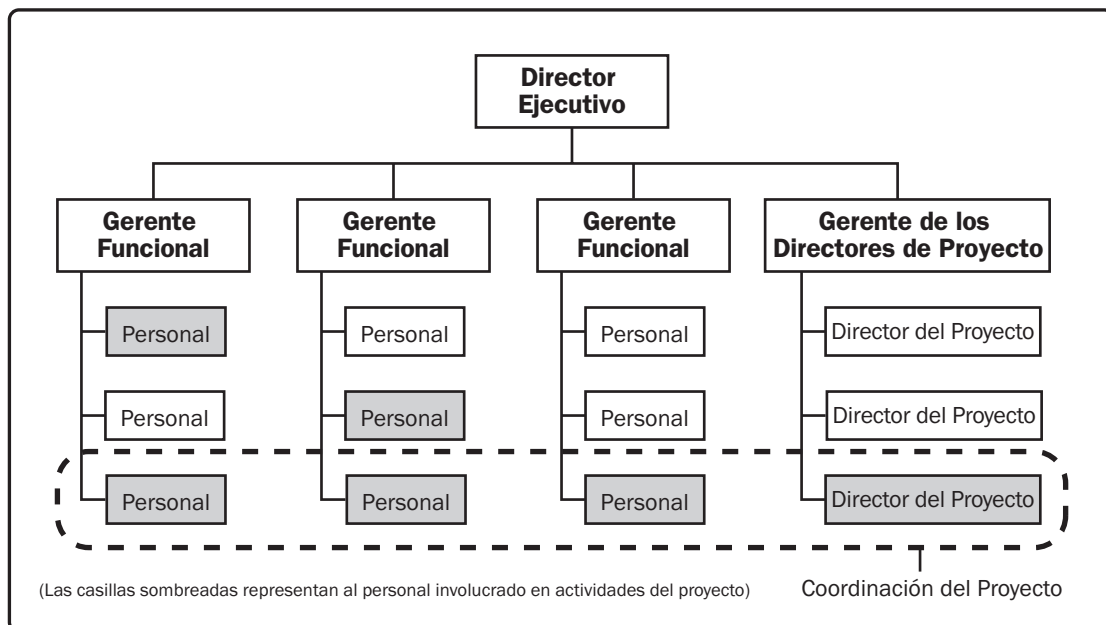 Director
Ejecutivo
Gerente
Funcional
Gerente
Funcional
Gerente
Funcional
Gerente de los
Directores de Proyecto
Personal
Personal
Personal
Director del Proyecto
Personal
Personal
Personal
Director del Proyecto
Personal
Personal
Personal
Director del Proyecto
(Las casillas sombreadas representan al personal involucrado en actividades del proyecto)
Coordinación del Proyecto